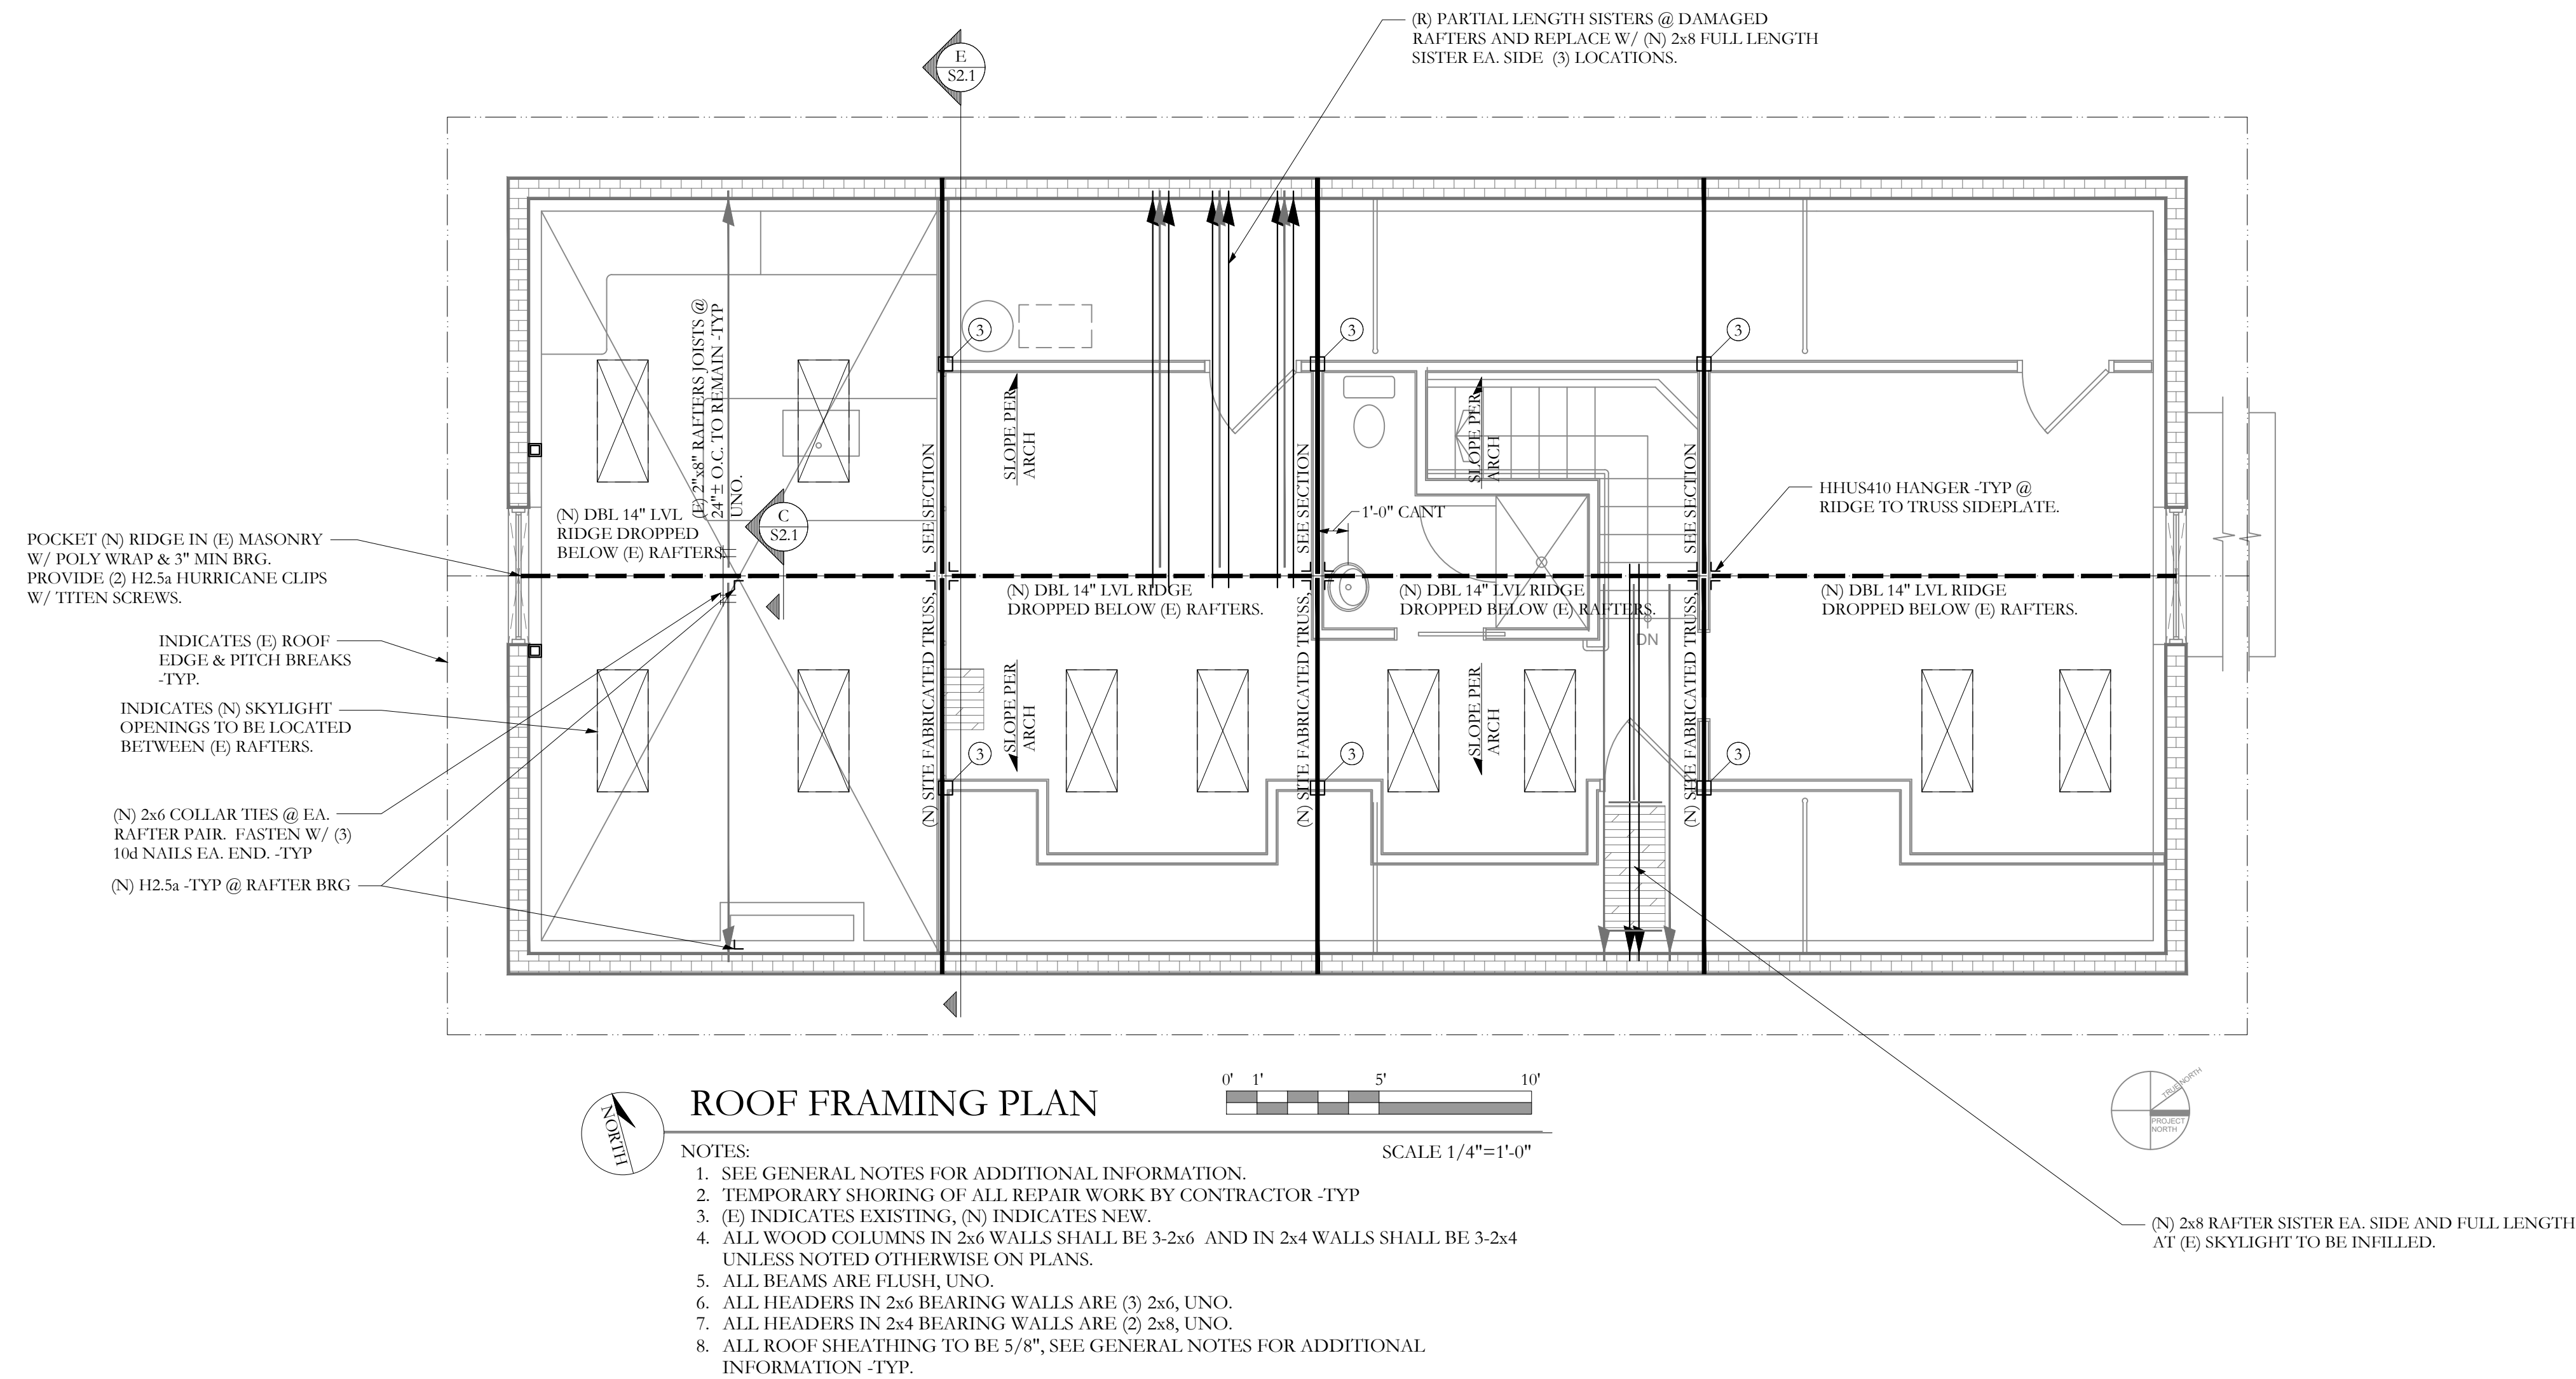 (R) PARTIAL LENGTH SISTERS @ DAMAGED
RAFTERS AND REPLACE W/ (N) 2x8 FULL LENGTH
SISTER EA. SIDE (3) LOCATIONS.
E
S2.1
3
3
3
(E) 2"x8" RAFTERS JOISTS @
24"± O.C. TO REMAIN -TYP
UNO.
SLOPE PER
ARCH
SLOPE PER
ARCH
(N) SITE FABRICATED TRUSS, SEE SECTION
(N) SITE FABRICATED TRUSS, SEE SECTION
(N) SITE FABRICATED TRUSS, SEE SECTION
HHUS410 HANGER -TYP @
RIDGE TO TRUSS SIDEPLATE.
1'-0" CANT
C
S2.1
(N) DBL 14" LVL
RIDGE DROPPED
BELOW (E) RAFTERS.
POCKET (N) RIDGE IN (E) MASONRY
W/ POLY WRAP & 3" MIN BRG.
PROVIDE (2) H2.5a HURRICANE CLIPS
W/ TITEN SCREWS.
(N) DBL 14" LVL RIDGE
DROPPED BELOW (E) RAFTERS.
(N) DBL 14" LVL RIDGE
DROPPED BELOW (E) RAFTERS.
(N) DBL 14" LVL RIDGE
DROPPED BELOW (E) RAFTERS.
DN
INDICATES (E) ROOF
EDGE & PITCH BREAKS
-TYP.
INDICATES (N) SKYLIGHT
OPENINGS TO BE LOCATED
BETWEEN (E) RAFTERS.
SLOPE PER
ARCH
SLOPE PER
ARCH
3
3
3
(N) 2x6 COLLAR TIES @ EA.
RAFTER PAIR. FASTEN W/ (3)
10d NAILS EA. END. -TYP
(N) H2.5a -TYP @ RAFTER BRG
NORTH
ROOF FRAMING PLAN
0' 1' 5' 10'
SCALE 1/4"=1'-0"
TRUE NORTH
PROJECT
NORTH
NOTES:
1. SEE GENERAL NOTES FOR ADDITIONAL INFORMATION.
2. TEMPORARY SHORING OF ALL REPAIR WORK BY CONTRACTOR -TYP
3. (E) INDICATES EXISTING, (N) INDICATES NEW.
4. ALL WOOD COLUMNS IN 2x6 WALLS SHALL BE 3-2x6 AND IN 2x4 WALLS SHALL BE 3-2x4
UNLESS NOTED OTHERWISE ON PLANS.
5. ALL BEAMS ARE FLUSH, UNO.
6. ALL HEADERS IN 2x6 BEARING WALLS ARE (3) 2x6, UNO.
7. ALL HEADERS IN 2x4 BEARING WALLS ARE (2) 2x8, UNO.
8. ALL ROOF SHEATHING TO BE 5/8", SEE GENERAL NOTES FOR ADDITIONAL
INFORMATION -TYP.
(N) 2x8 RAFTER SISTER EA. SIDE AND FULL LENGTH
AT (E) SKYLIGHT TO BE INFILLED.